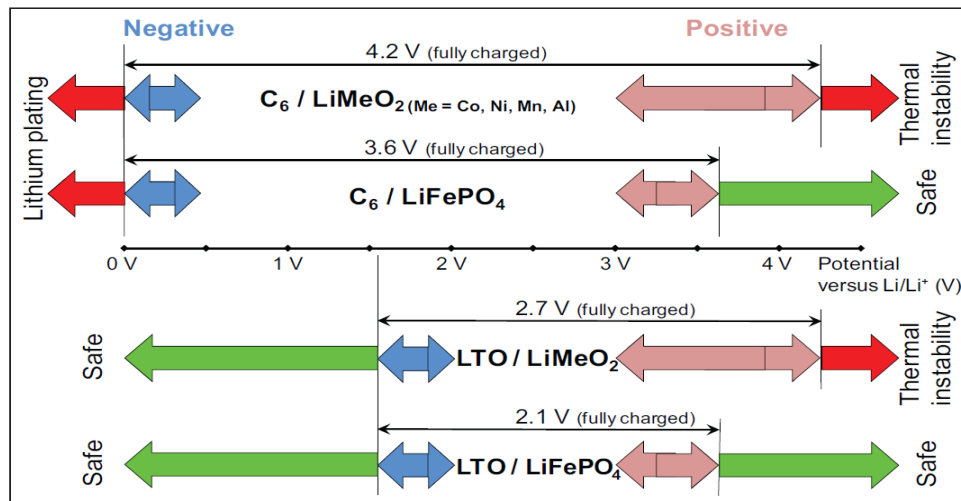 Negative
Positive
4.2 V (fully charged)
C₆ / LiMeO₂ (Me = Co, Ni, Mn, Al)
Lithium plating
Thermal
instability
3.6 V (fully charged)
C₆ / LiFePO₄
Safe
0 V 1 V 2 V 3 V 4 V
Potential
versus Li/Li⁺ (V)
2.7 V (fully charged)
Safe
LTO / LiMeO₂
Thermal
instability
2.1 V (fully charged)
Safe
LTO / LiFePO₄
Safe